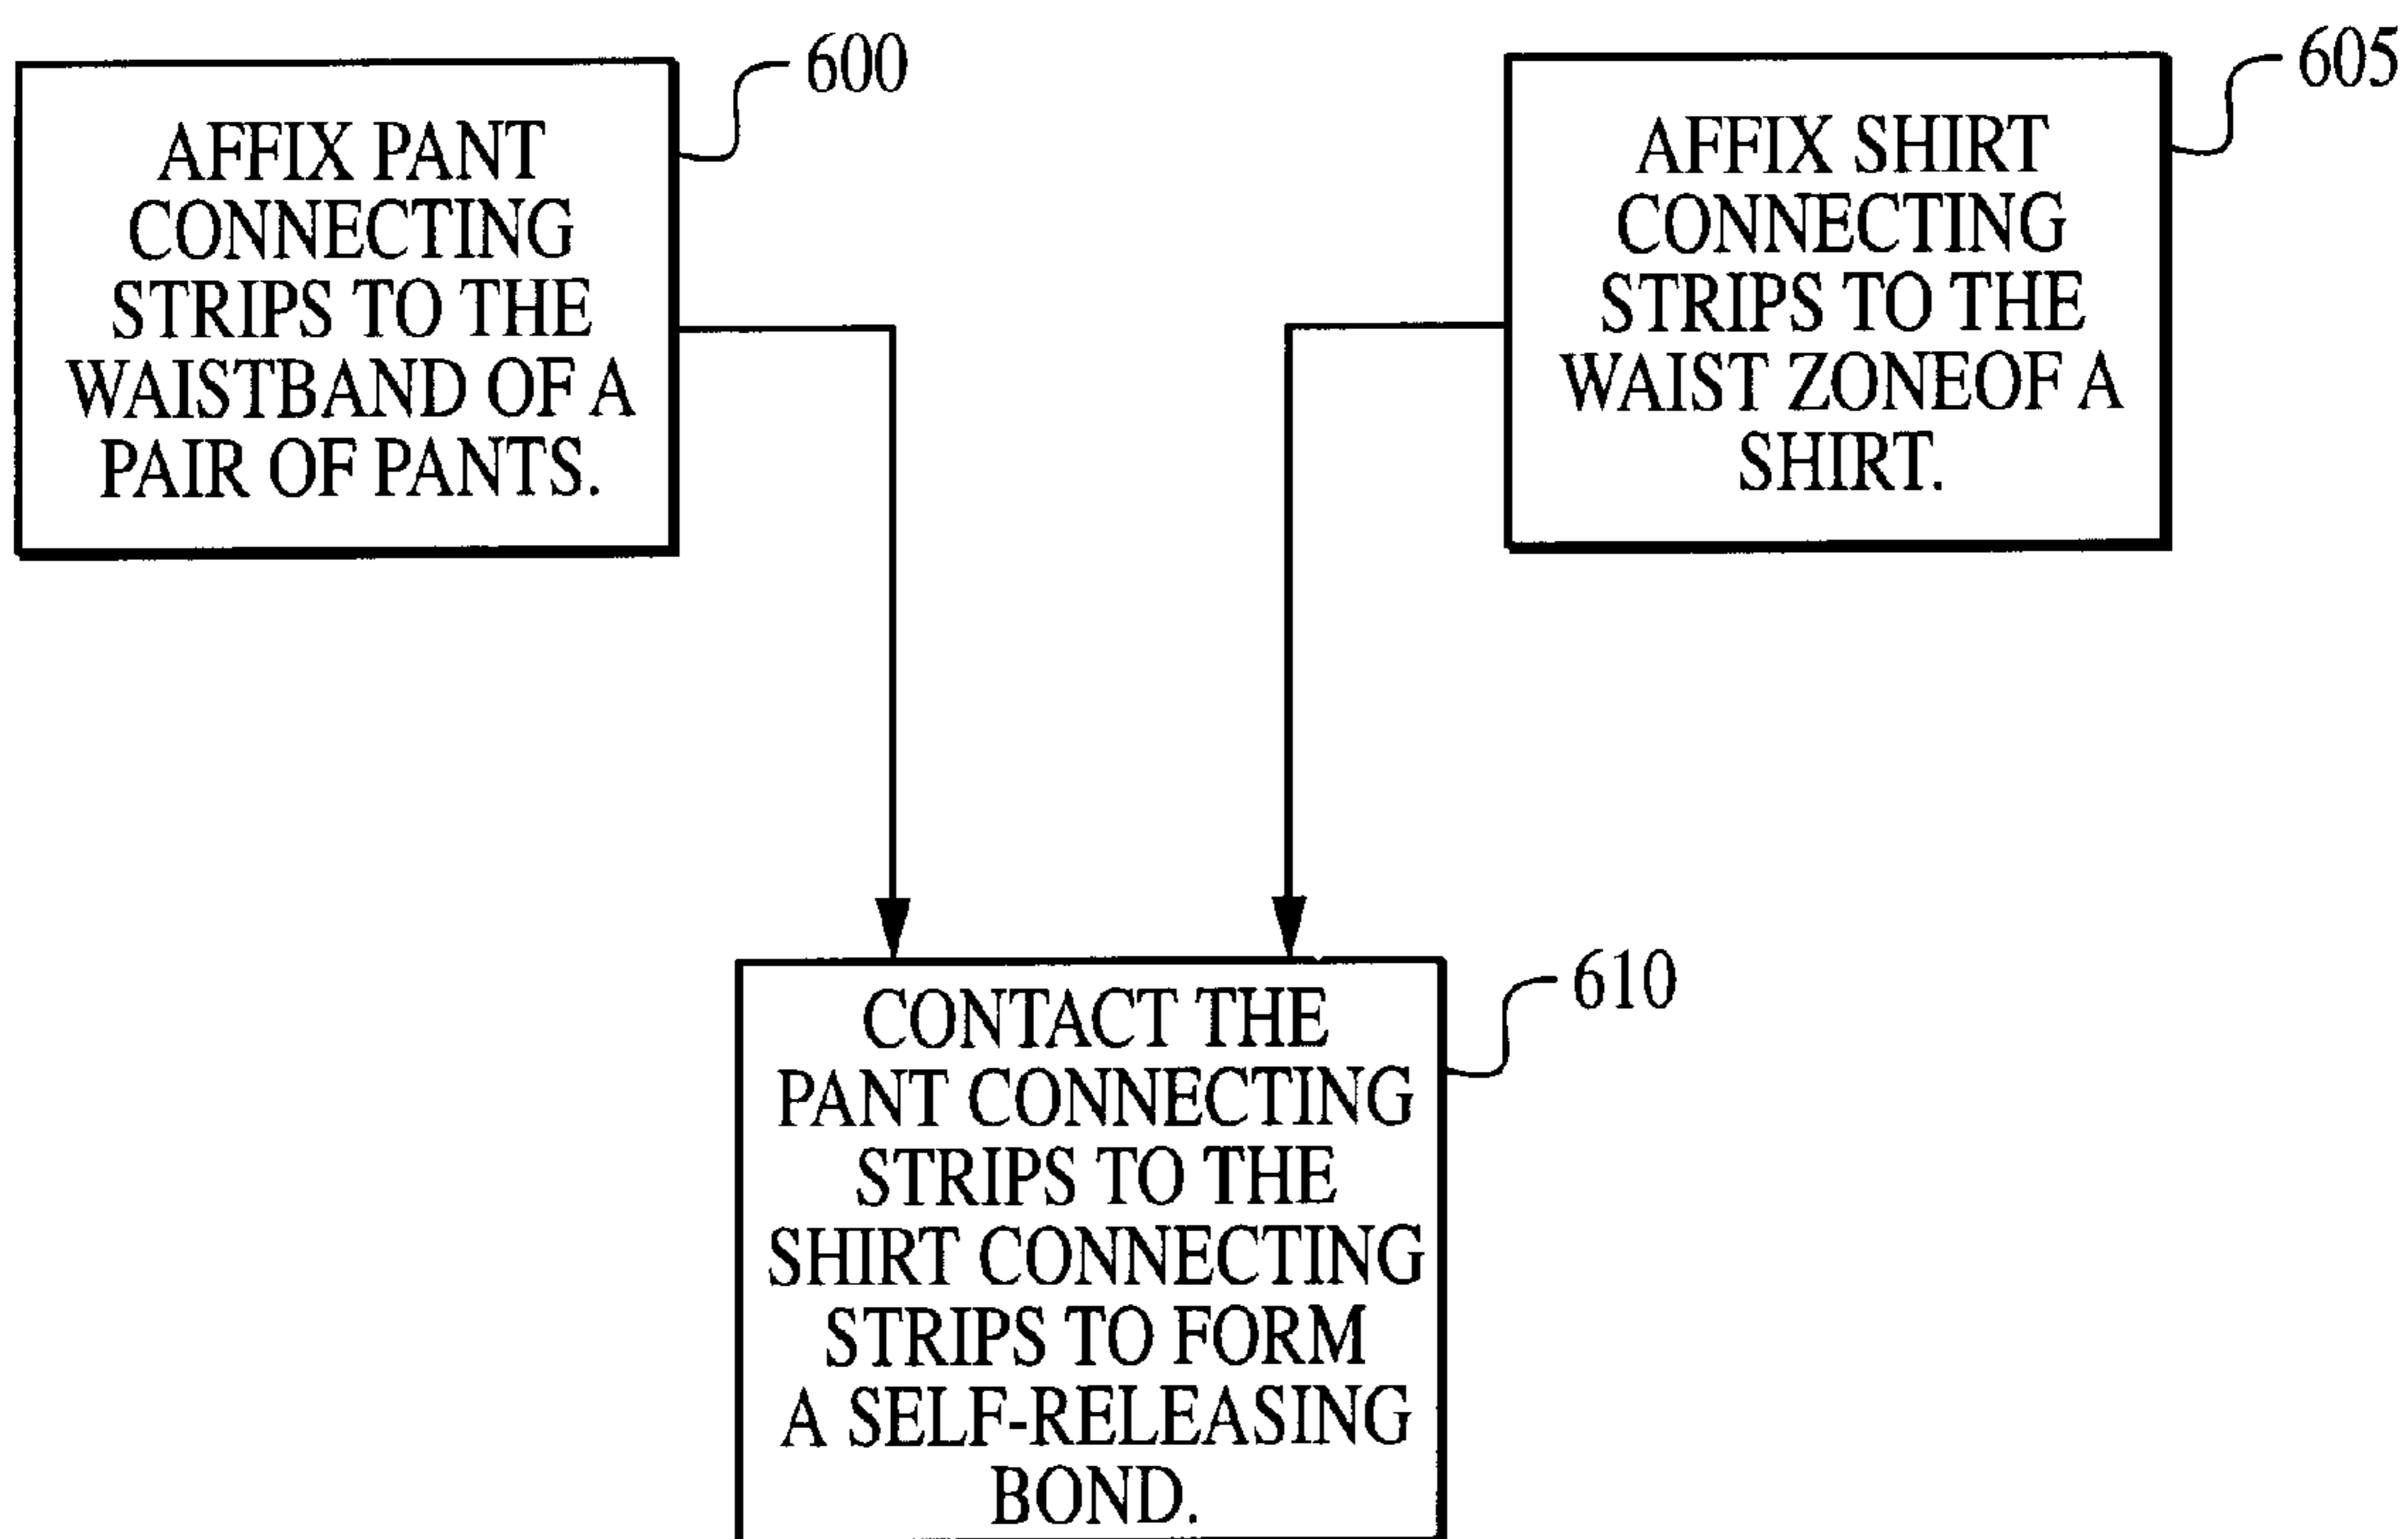 600
AFFIX PANT
CONNECTING
STRIPS TO THE
WAISTBAND OF A
PAIR OF PANTS.
605
AFFIX SHIRT
CONNECTING
STRIPS TO THE
WAIST ZONEOF A
SHIRT.
610
CONTACT THE
PANT CONNECTING
STRIPS TO THE
SHIRT CONNECTING
STRIPS TO FORM
A SELF-RELEASING
BOND.